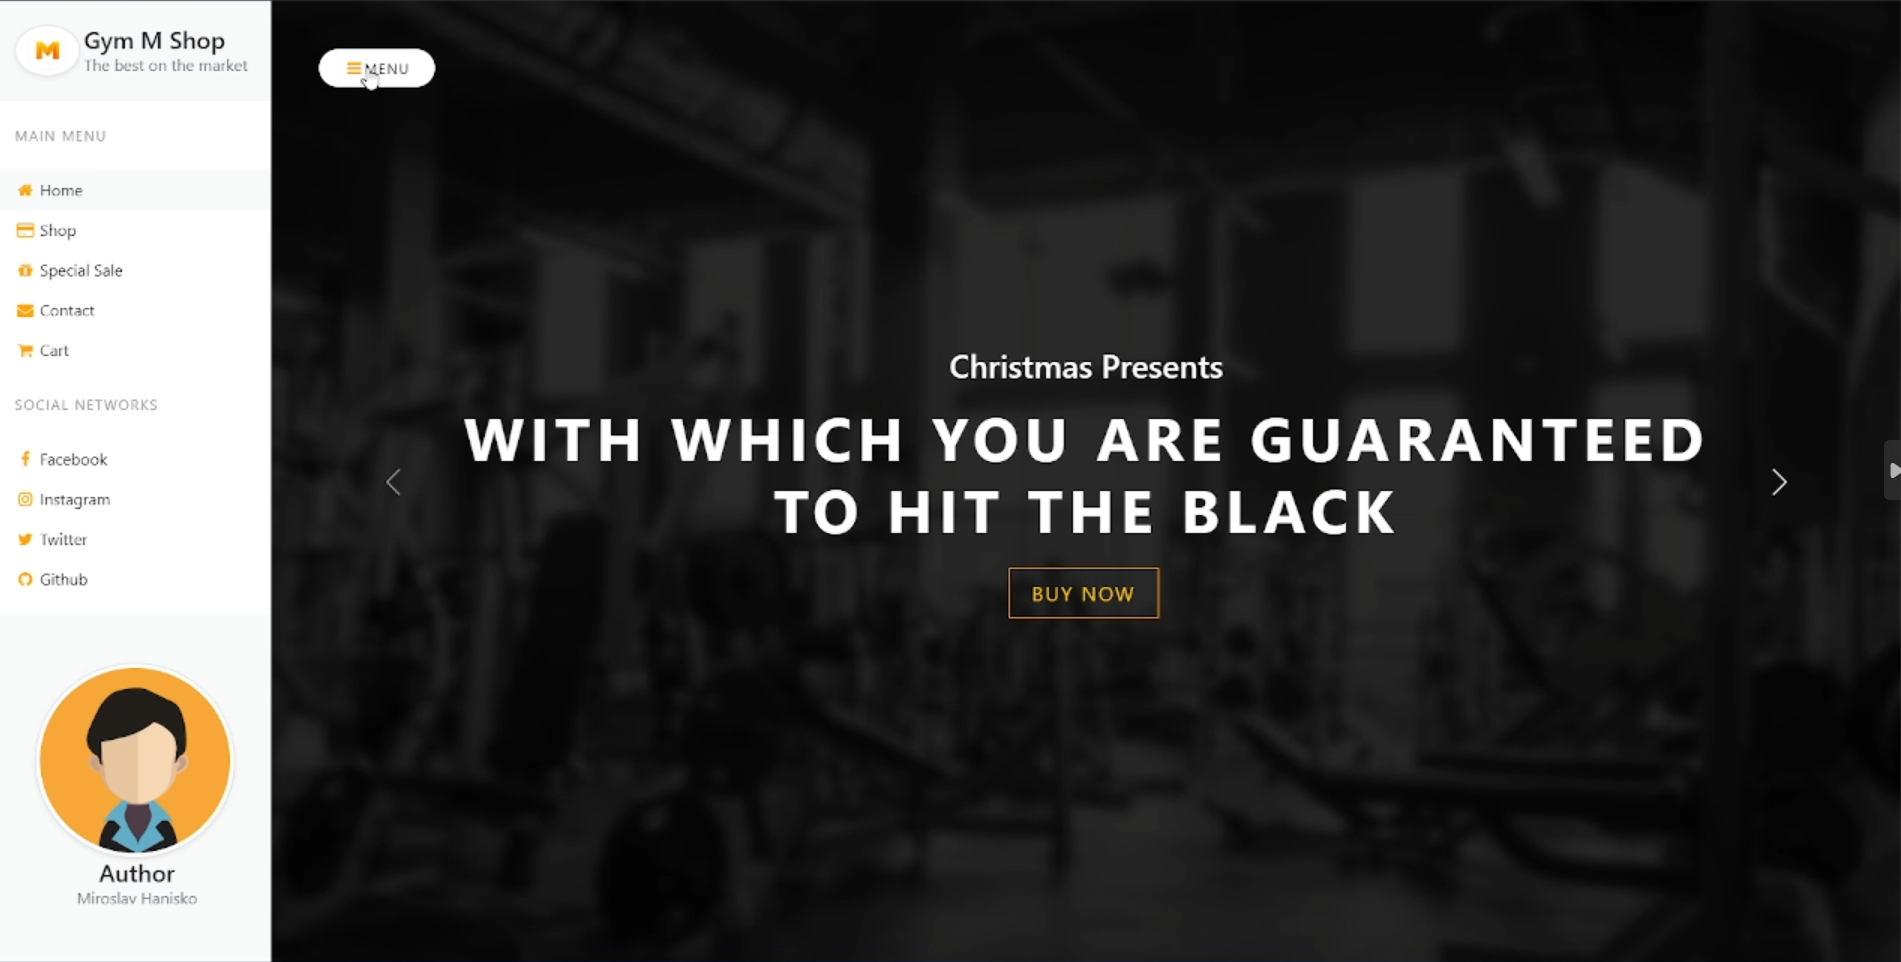 M
Gym M Shop
The best on the market
MAIN MENU
Home
Shop
Special Sale
Contact
Cart
SOCIAL NETWORKS
Facebook
Instagram
Twitter
Github
Author
Miroslav Hanisko
MENU
Christmas Presents
WITH WHICH YOU ARE GUARANTEED
TO HIT THE BLACK
BUY NOW